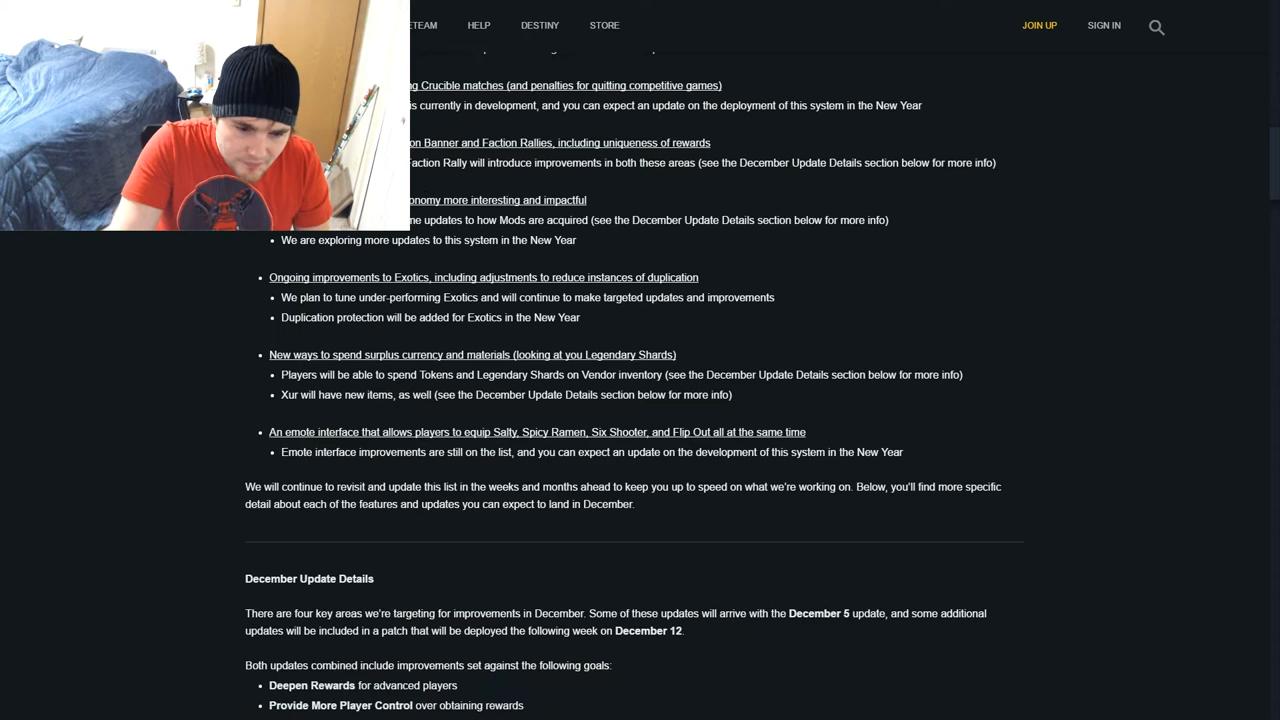 ETEAM HELP DESTINY STORE JOIN UP SIGN IN
ng Crucible matches (and penalties for quitting competitive games)
is currently in development, and you can expect an update on the deployment of this system in the New Year
on Banner and Faction Rallies, including uniqueness of rewards
Faction Rally will introduce improvements in both these areas (see the December Update Details section below for more info)
onomy more interesting and impactful
ne updates to how Mods are acquired (see the December Update Details section below for more info)
• We are exploring more updates to this system in the New Year
• Ongoing improvements to Exotics, including adjustments to reduce instances of duplication
• We plan to tune under-performing Exotics and will continue to make targeted updates and improvements
• Duplication protection will be added for Exotics in the New Year
• New ways to spend surplus currency and materials (looking at you Legendary Shards)
• Players will be able to spend Tokens and Legendary Shards on Vendor inventory (see the December Update Details section below for more info)
• Xur will have new items, as well (see the December Update Details section below for more info)
• An emote interface that allows players to equip Salty, Spicy Ramen, Six Shooter, and Flip Out all at the same time
• Emote interface improvements are still on the list, and you can expect an update on the development of this system in the New Year
We will continue to revisit and update this list in the weeks and months ahead to keep you up to speed on what we're working on. Below, you'll find more specific
detail about each of the features and updates you can expect to land in December.
December Update Details
There are four key areas we're targeting for improvements in December. Some of these updates will arrive with the December 5 update, and some additional
updates will be included in a patch that will be deployed the following week on December 12.
Both updates combined include improvements set against the following goals:
• Deepen Rewards for advanced players
• Provide More Player Control over obtaining rewards